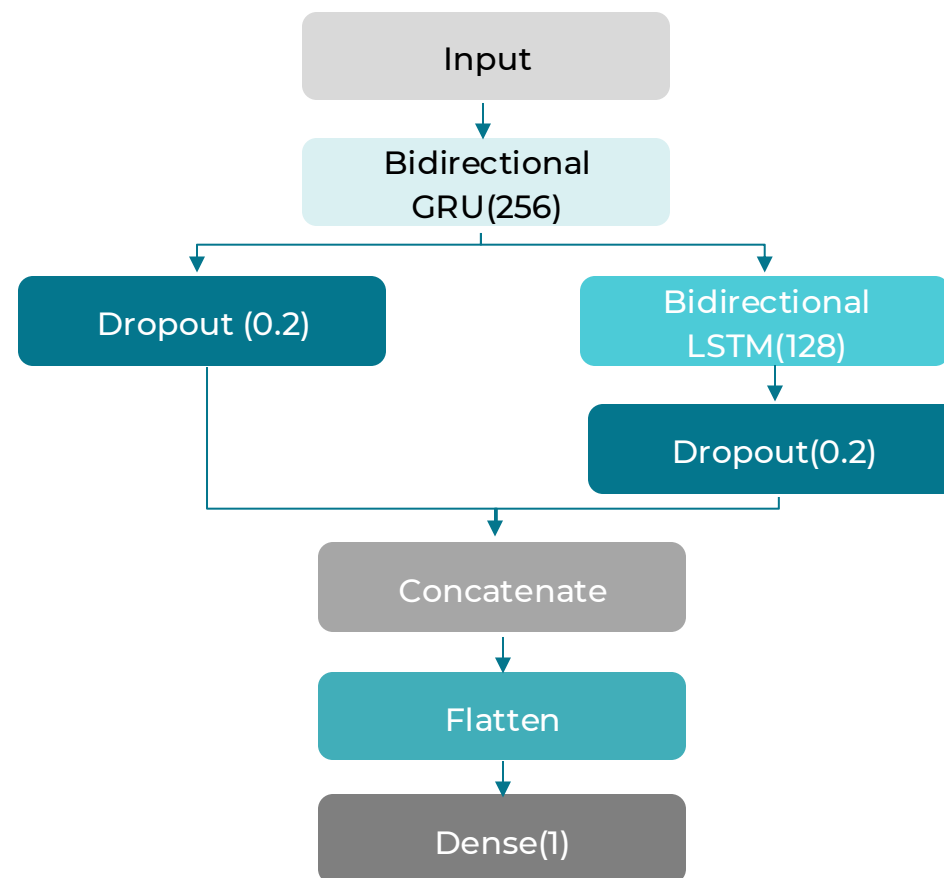 Input
Bidirectional
GRU(256)
Dropout (0.2)
Bidirectional
LSTM(128)
Dropout(0.2)
Concatenate
Flatten
Dense(1)